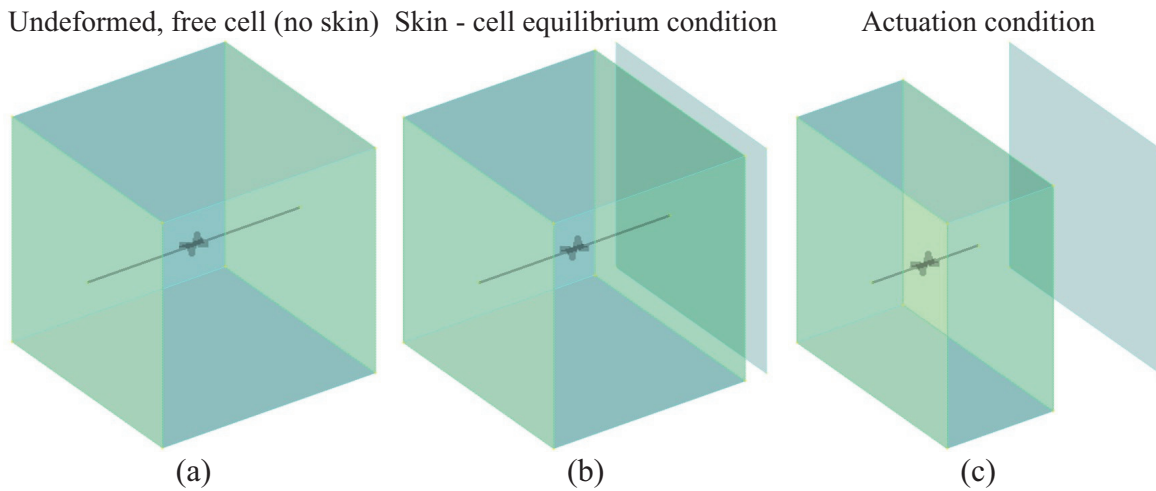 Undeformed, free cell (no skin)
Skin - cell equilibrium condition
Actuation condition
(a)
(b)
(c)